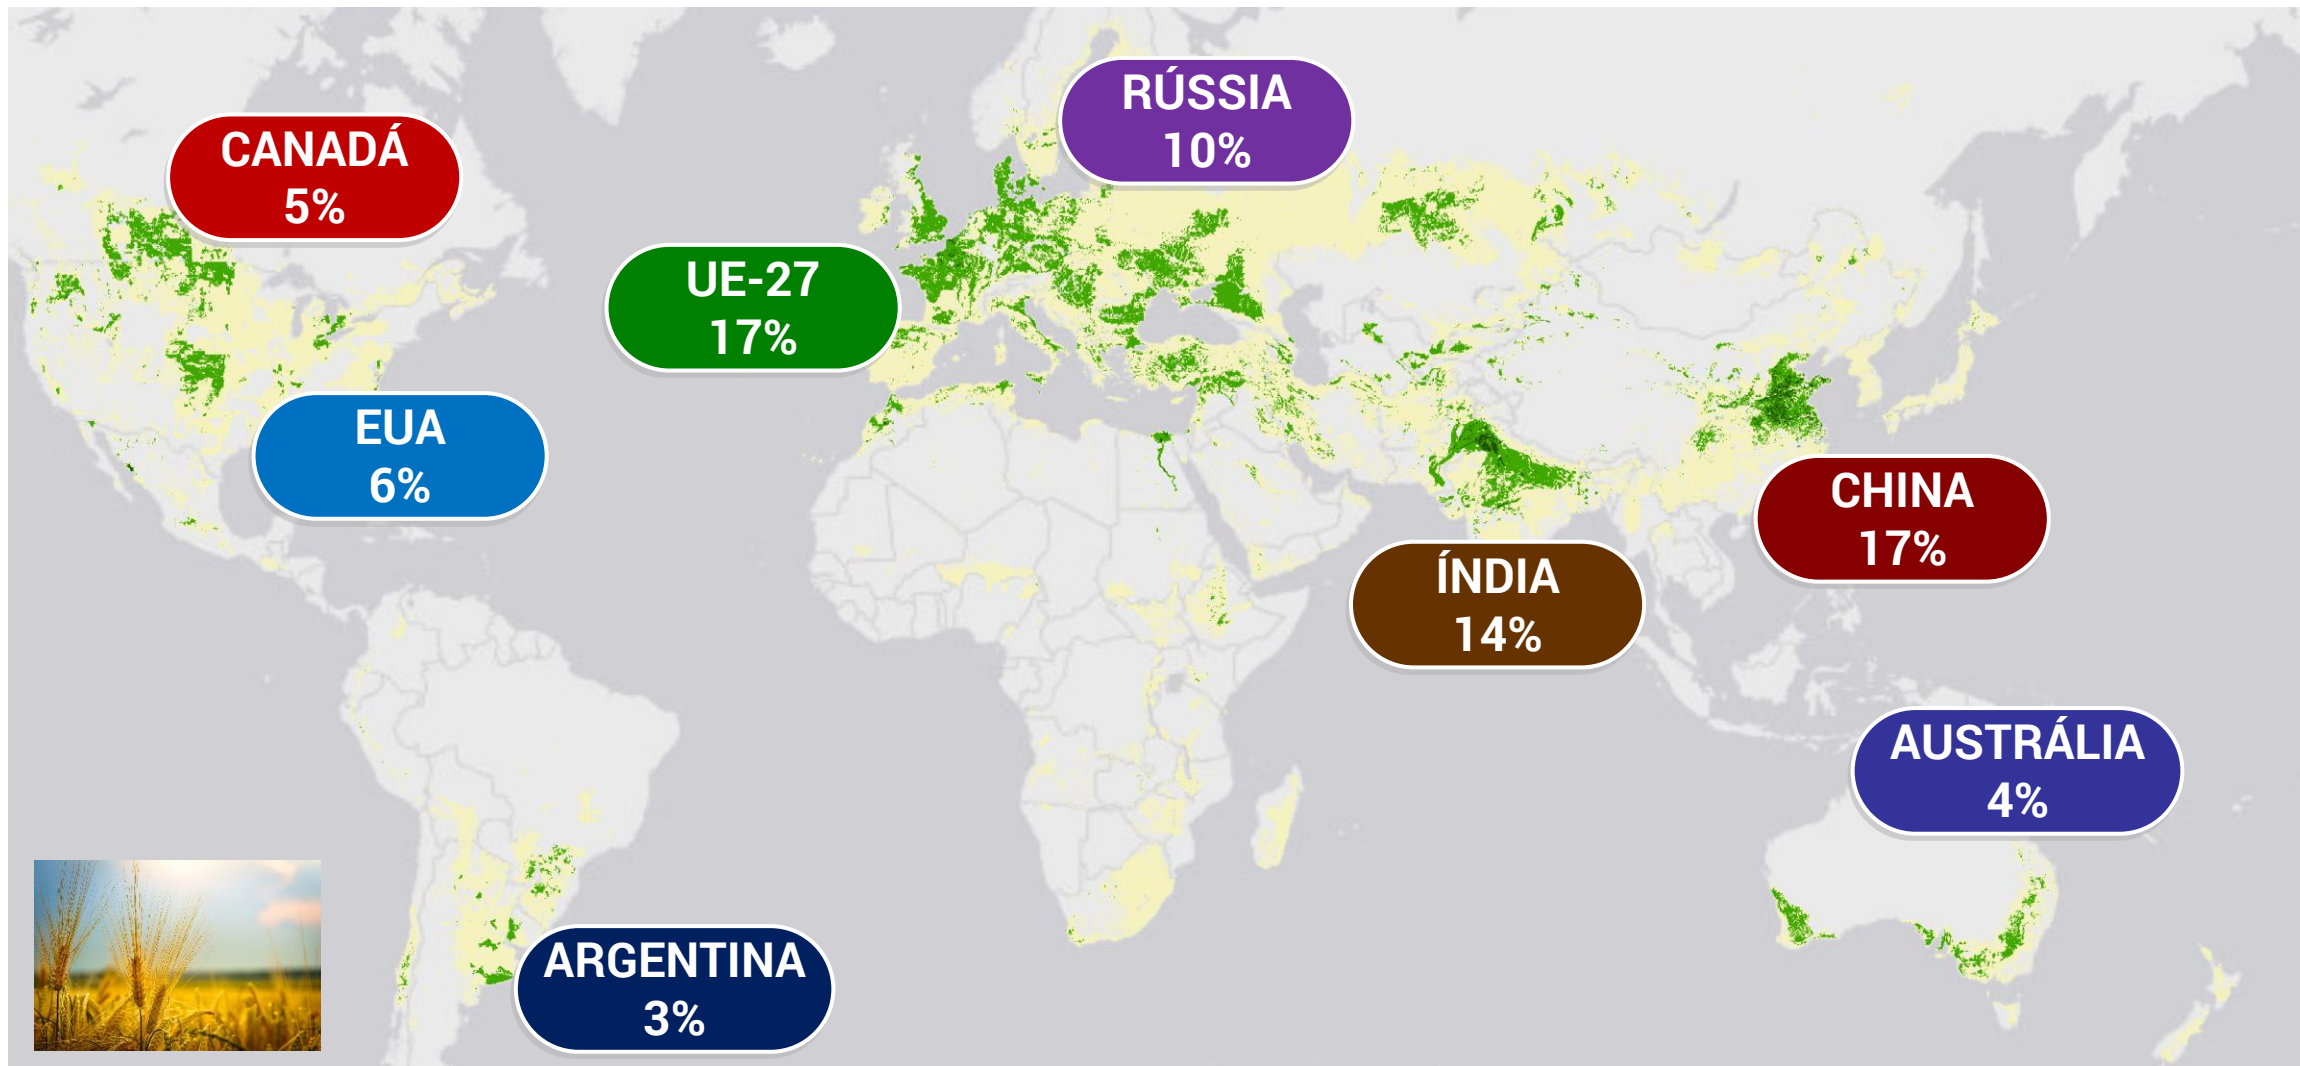 RÚSSIA
10%
CANADÁ
5%
UE-27
17%
EUA
6%
CHINA
17%
ÍNDIA
14%
AUSTRÁLIA
4%
ARGENTINA
3%